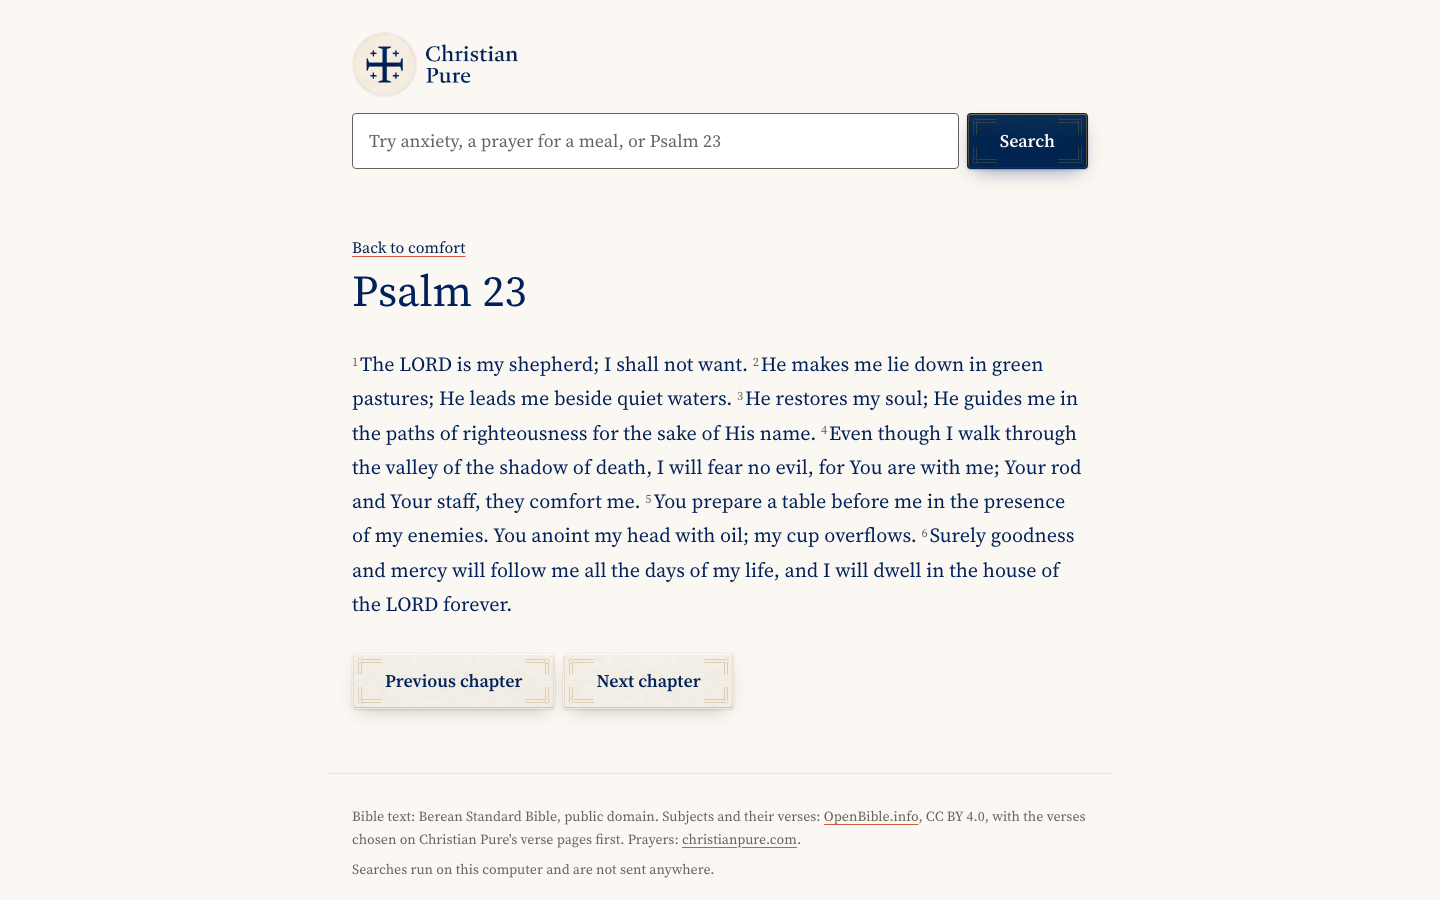 Christian
Pure
Try anxiety, a prayer for a meal, or Psalm 23
Search
Back to comfort
Psalm 23
1The LORD is my shepherd; I shall not want. 2He makes me lie down in green
pastures; He leads me beside quiet waters. 3He restores my soul; He guides me in
the paths of righteousness for the sake of His name. 4Even though I walk through
the valley of the shadow of death, I will fear no evil, for You are with me; Your rod
and Your staff, they comfort me. 5You prepare a table before me in the presence
of my enemies. You anoint my head with oil; my cup overflows. 6Surely goodness
and mercy will follow me all the days of my life, and I will dwell in the house of
the LORD forever.
Previous chapter
Next chapter
Bible text: Berean Standard Bible, public domain. Subjects and their verses: OpenBible.info, CC BY 4.0, with the verses
chosen on Christian Pure's verse pages first. Prayers: christianpure.com.
Searches run on this computer and are not sent anywhere.